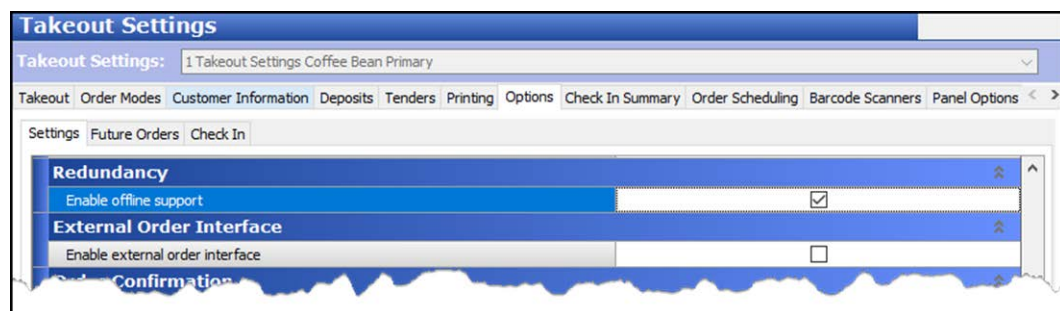 Takeout Settings
Takeout Settings: 1 Takeout Settings Coffee Bean Primary
Takeout Order Modes Customer Information Deposits Tenders Printing Options Check In Summary Order Scheduling Barcode Scanners Panel Options
Settings Future Orders Check In
Redundancy
Enable offline support
External Order Interface
Enable external order interface
Order Confirmation